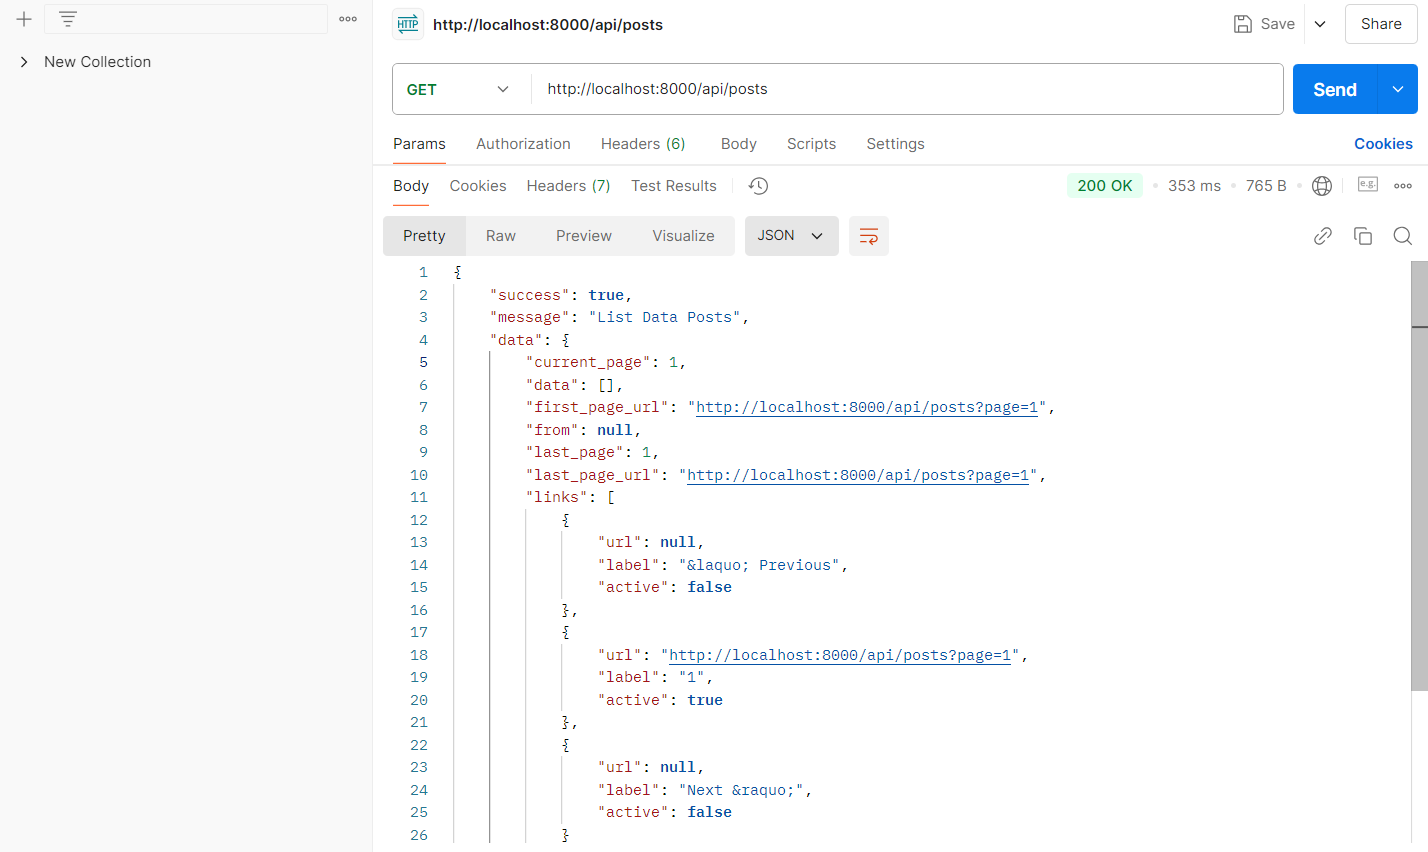 New Collection
HTTP http://localhost:8000/api/posts Save Share
GET http://localhost:8000/api/posts Send
Params Authorization Headers (6) Body Scripts Settings Cookies
Body Cookies Headers (7) Test Results 200 OK 353 ms 765 B e.g.
Pretty Raw Preview Visualize JSON
1 {
2 "success": true,
3 "message": "List Data Posts",
4 "data": {
5 "current_page": 1,
6 "data": [],
7 "first_page_url": "http://localhost:8000/api/posts?page=1",
8 "from": null,
9 "last_page": 1,
10 "last_page_url": "http://localhost:8000/api/posts?page=1",
11 "links": [
12 {
13 "url": null,
14 "label": "&laquo; Previous",
15 "active": false
16 },
17 {
18 "url": "http://localhost:8000/api/posts?page=1",
19 "label": "1",
20 "active": true
21 },
22 {
23 "url": null,
24 "label": "Next &raquo;",
25 "active": false
26 }